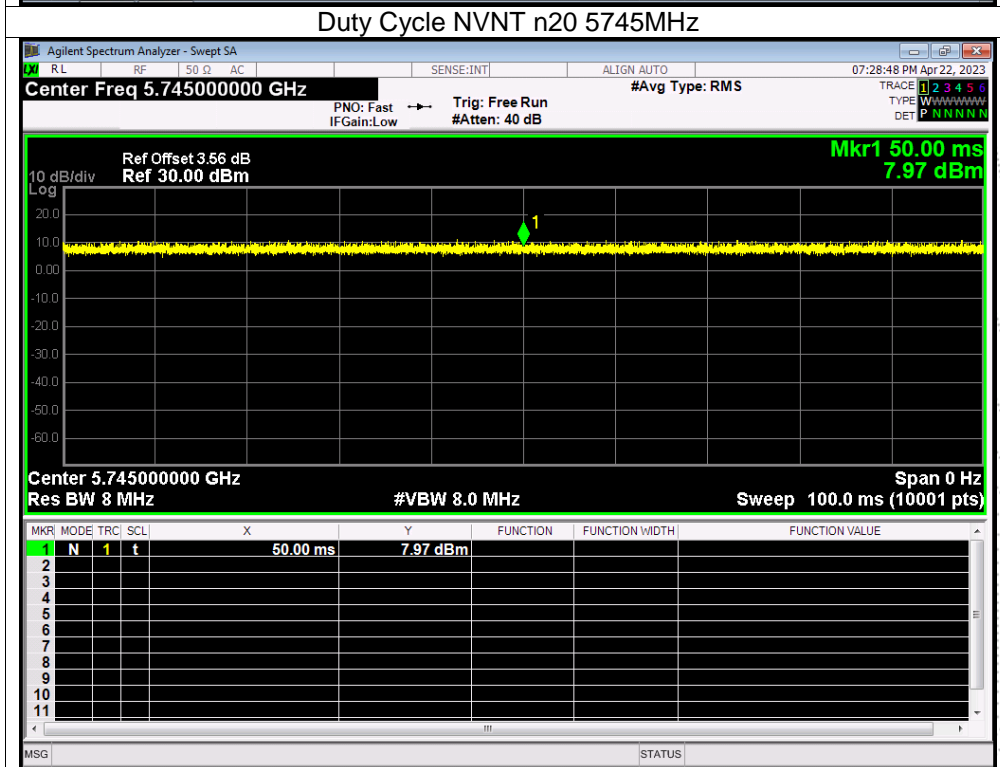 Duty Cycle NVNT n20 5745MHz
Agilent Spectrum Analyzer - Swept SA
LXI RL RF 50 Ω AC SENSE:INT ALIGN AUTO 07:28:48 PM Apr 22, 2023
Center Freq 5.745000000 GHz #Avg Type: RMS TRACE 1 2 3 4 5 6
PNO: Fast Trig: Free Run TYPE WWWWWW
IFGain:Low #Atten: 40 dB DET P N N N N N
Mkr1 50.00 ms
Ref Offset 3.56 dB
10 dB/div Ref 30.00 dBm 7.97 dBm
Log
20.0
1
10.0
0.00
-10.0
-20.0
-30.0
-40.0
-50.0
-60.0
Center 5.745000000 GHz Span 0 Hz
Res BW 8 MHz #VBW 8.0 MHz Sweep 100.0 ms (10001 pts)
MKR MODE TRC SCL X Y FUNCTION FUNCTION WIDTH FUNCTION VALUE
1 N 1 t 50.00 ms 7.97 dBm
2
3
4
5
6
7
8
9
10
11
MSG STATUS